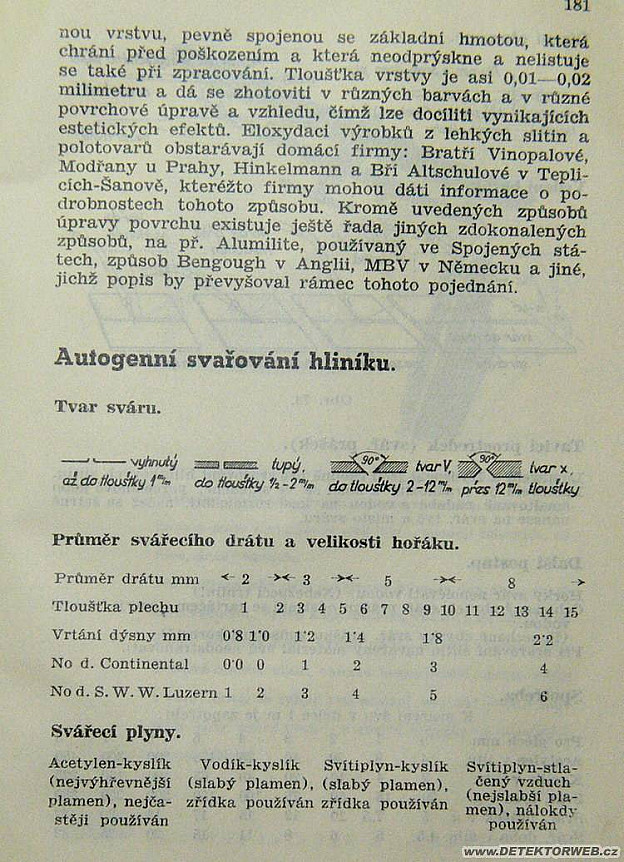 181
nou vrstvu, pevně spojenou se základní hmotou, která
chrání před poškozením a která neodprýskne a nelistuje
se také při zpracování. Tloušťka vrstvy je asi 0,01—0,02
milimetru a dá se zhotoviti v různých barvách a v různé
povrchové úpravě a vzhledu, čímž lze docíliti vynikajících
estetických efektů. Eloxydaci výrobků z lehkých slitin a
polotovarů obstarávají domácí firmy: Bratří Vinopalové,
Modřany u Prahy, Hinkelmann a Bři Altschulové v Tepli-
cích-Šanově, kteréžto firmy mohou dáti informace o po-
drobnostech tohoto způsobu. Kromě uvedených způsobů
úpravy povrchu existuje ještě řada jiných zdokonalených
způsobů, na př. Alumilite, používaný ve Spojených stá-
tech, způsob Bengough v Anglii, MBV v Německu a jiné,
jichž popis by převyšoval rámec tohoto pojednání.
Autogenní svařování hliníku.
Tvar sváru.
vyhnutý tupý, 90° tvar V, 90° tvar x,
až do tloušťky 1 m/m do tloušťky ½-2 m/m do tloušťky 2-12 m/m přes 12 m/m tloušťky
Průměr svářecího drátu a velikosti hořáku.
Průměr drátu mm ← 2 →← 3 →← 5 →← 8 →
Tloušťka plechu 1 2 3 4 5 6 7 8 9 10 11 12 13 14 15
Vrtání dýsny mm 0'8 1'0 1'2 1'4 1'8 2'2
No d. Continental 0'0 0 1 2 3 4
No d. S. W. W. Luzern 1 2 3 4 5 6
Svářecí plyny.
Acetylen-kyslík Vodík-kyslík Svítiplyn-kyslík Svítiplyn-stla-
(nejvýhřevnější (slabý plamen), (slabý plamen), čený vzduch
plamen), nejča- zřídka používán zřídka používán (nejslabší pla-
stěji používán men), nálokdy
používán
www.DETEKTORWEB.cz